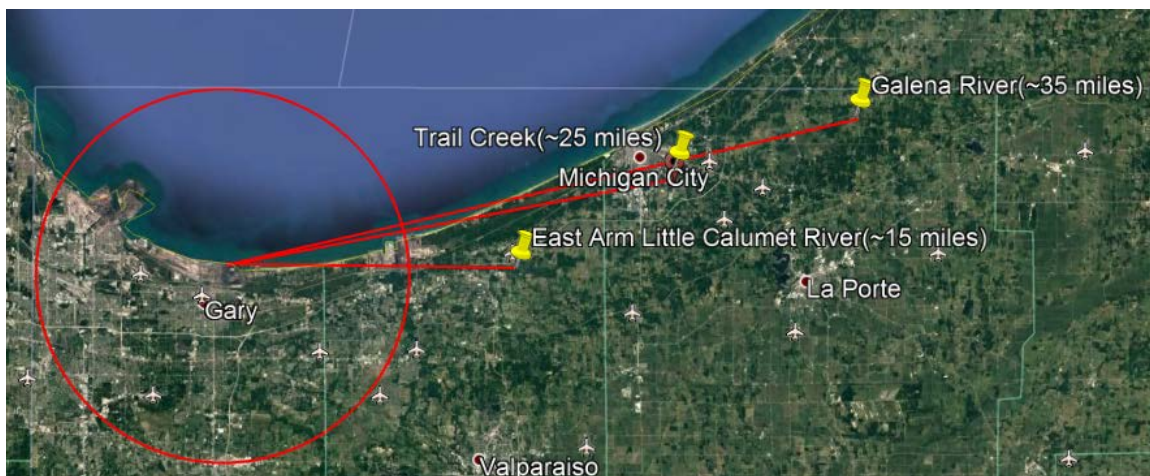 Galena River(~35 miles)
Trail Creek(~25 miles)
Michigan City
East Arm Little Calumet River(~15 miles)
La Porte
Gary
Valparaiso